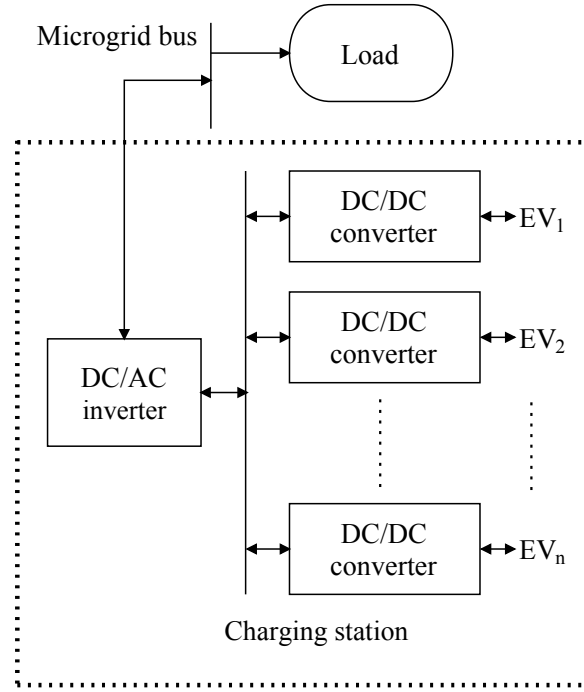 Microgrid bus
Load
DC/DC
converter
EV₁
DC/DC
converter
EV₂
DC/AC
inverter
DC/DC
converter
EVₙ
Charging station